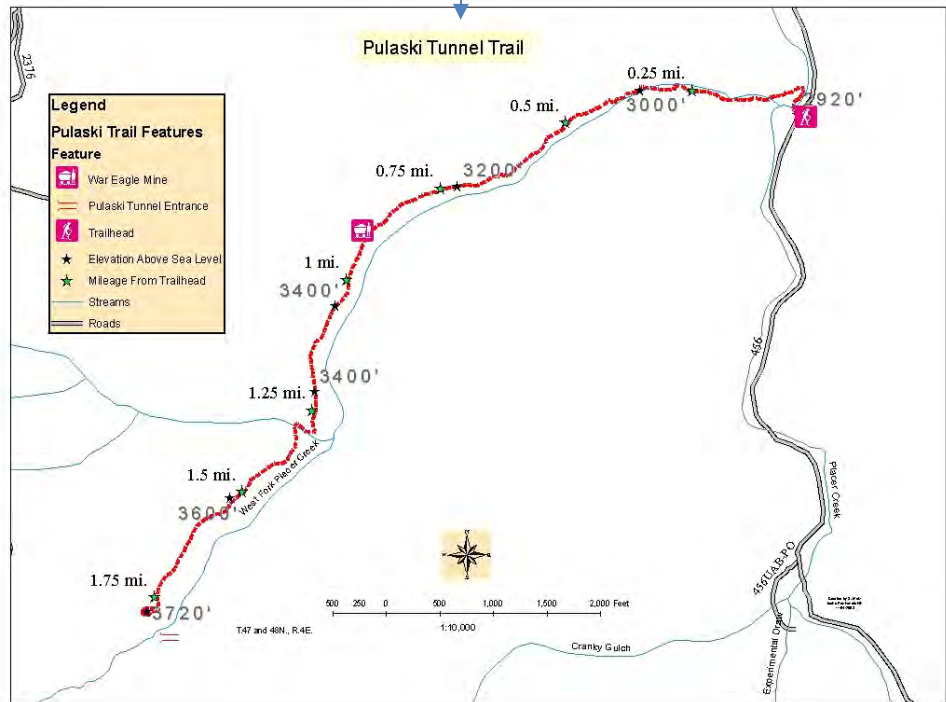 Pulaski Tunnel Trail
2376
Legend
Pulaski Trail Features
Feature
War Eagle Mine
Pulaski Tunnel Entrance
Trailhead
Elevation Above Sea Level
Mileage From Trailhead
Streams
Roads
0.25 mi.
3000'
920'
0.5 mi.
0.75 mi.
3200'
1 mi.
3400'
3400'
1.25 mi.
456
1.5 mi.
3600'
West Fork Placer Creek
Placer Creek
1.75 mi.
3720'
456UAB-PO
500 250 0 500 1,000 1,500 2,000 Feet
1:10,000
T.47 and 48N., R.4E.
Cranky Gulch
Experimental Draw